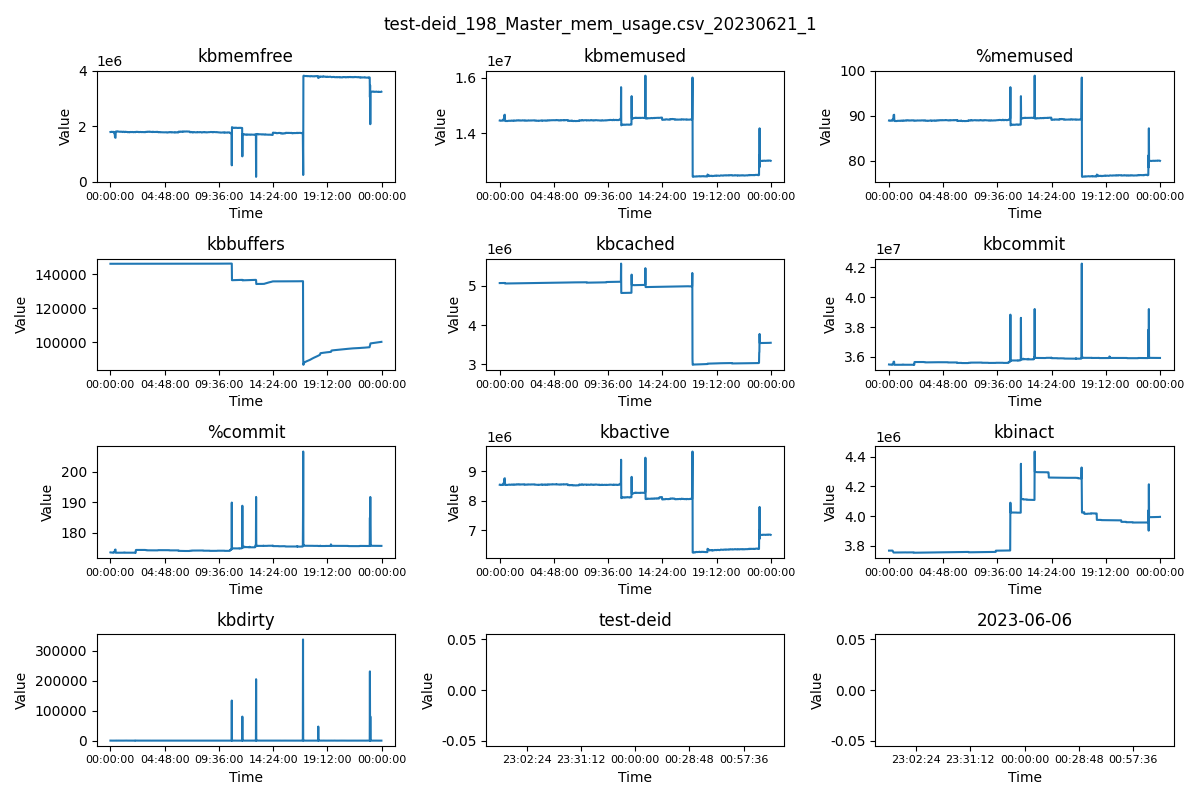 test-deid_198_Master_mem_usage.csv_20230621_1
kbmemfree
kbmemused
%memused
1e6
1e7
4
2
0
Value
1.6
1.4
Value
100
90
80
Value
00:00:00 04:48:00 09:36:00 14:24:00 19:12:00 00:00:00
00:00:00 04:48:00 09:36:00 14:24:00 19:12:00 00:00:00
00:00:00 04:48:00 09:36:00 14:24:00 19:12:00 00:00:00
Time
Time
Time
kbbuffers
kbcached
kbcommit
1e6
1e7
140000
120000
100000
Value
5
4
3
Value
4.2
4.0
3.8
3.6
Value
00:00:00 04:48:00 09:36:00 14:24:00 19:12:00 00:00:00
00:00:00 04:48:00 09:36:00 14:24:00 19:12:00 00:00:00
00:00:00 04:48:00 09:36:00 14:24:00 19:12:00 00:00:00
Time
Time
Time
%commit
kbactive
kbinact
1e6
1e6
200
190
180
Value
9
8
7
Value
4.4
4.2
4.0
3.8
Value
00:00:00 04:48:00 09:36:00 14:24:00 19:12:00 00:00:00
00:00:00 04:48:00 09:36:00 14:24:00 19:12:00 00:00:00
00:00:00 04:48:00 09:36:00 14:24:00 19:12:00 00:00:00
Time
Time
Time
kbdirty
test-deid
2023-06-06
300000
200000
100000
0
Value
0.05
0.00
-0.05
Value
0.05
0.00
-0.05
Value
00:00:00 04:48:00 09:36:00 14:24:00 19:12:00 00:00:00
23:02:24 23:31:12 00:00:00 00:28:48 00:57:36
23:02:24 23:31:12 00:00:00 00:28:48 00:57:36
Time
Time
Time